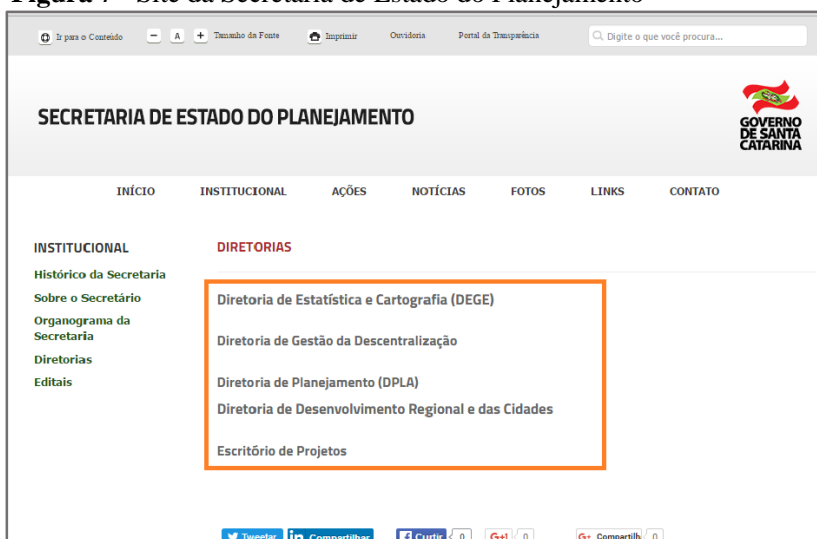 Figura 7 - Site da Secretaria de Estado do Planejamento
Ir para o Conteúdo − A + Tamanho da Fonte Imprimir Ouvidoria Portal da Transparência Digite o que você procura...
SECRETARIA DE ESTADO DO PLANEJAMENTO
GOVERNO
DE SANTA
CATARINA
INÍCIO INSTITUCIONAL AÇÕES NOTÍCIAS FOTOS LINKS CONTATO
INSTITUCIONAL
Histórico da Secretaria
Sobre o Secretário
Organograma da
Secretaria
Diretorias
Editais
DIRETORIAS
Diretoria de Estatística e Cartografia (DEGE)
Diretoria de Gestão da Descentralização
Diretoria de Planejamento (DPLA)
Diretoria de Desenvolvimento Regional e das Cidades
Escritório de Projetos
Tweetar in Compartilhar Curtir 0 G+1 0 G+ Compartilh 0